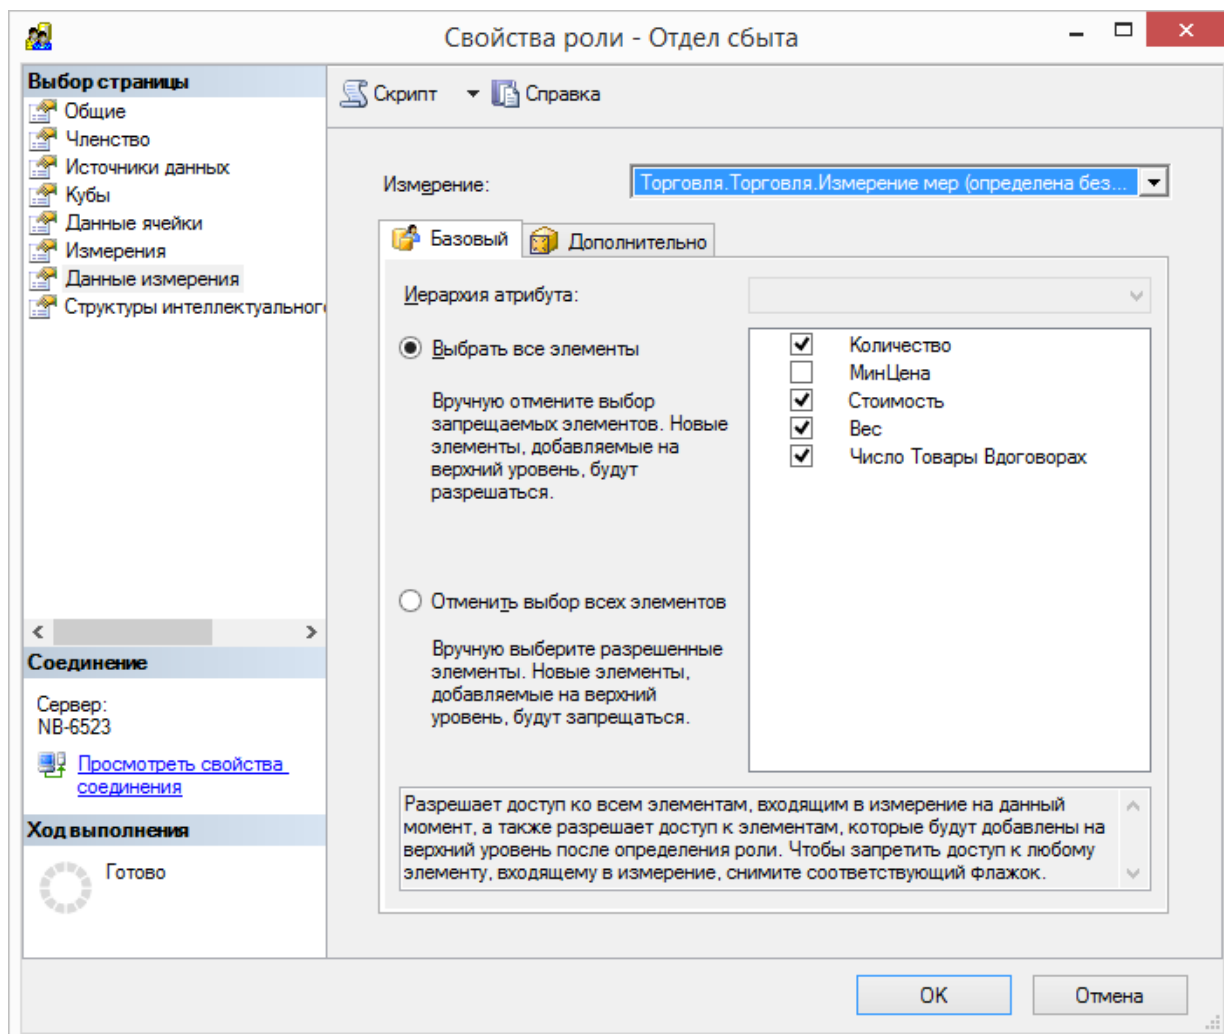 Свойства роли - Отдел сбыта
Выбор страницы
Общие
Членство
Источники данных
Кубы
Данные ячейки
Измерения
Данные измерения
Структуры интеллектуальног
Соединение
Сервер:
NB-6523
Просмотреть свойства
соединения
Ход выполнения
Готово
Скрипт
Справка
Измерение:
Торговля.Торговля.Измерение мер (определена без...
Базовый
Дополнительно
Иерархия атрибута:
Выбрать все элементы
Вручную отмените выбор
запрещаемых элементов. Новые
элементы, добавляемые на
верхний уровень, будут
разрешаться.
Отменить выбор всех элементов
Вручную выберите разрешенные
элементы. Новые элементы,
добавляемые на верхний
уровень, будут запрещаться.
Количество
МинЦена
Стоимость
Вес
Число Товары Вдоговорах
Разрешает доступ ко всем элементам, входящим в измерение на данный
момент, а также разрешает доступ к элементам, которые будут добавлены на
верхний уровень после определения роли. Чтобы запретить доступ к любому
элементу, входящему в измерение, снимите соответствующий флажок.
OK
Отмена